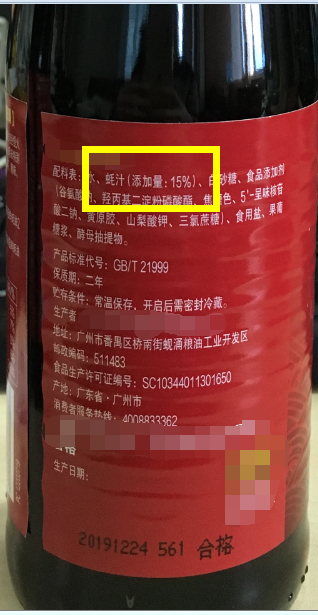 配料表：水、蚝汁(添加量：15%)、白砂糖、食品添加剂
(谷氨酸钠、羟丙基二淀粉磷酸酯、焦糖色、5'-呈味核苷
酸二钠、黄原胶、山梨酸钾、三氯蔗糖)、食用盐、果葡
糖浆、酵母抽提物。
产品标准代号：GB/T 21999
保质期：二年
贮存条件：常温保存，开启后需密封冷藏。
生产者
地址：广州市番禺区桥南街蚬涌粮油工业开发区
邮政编码：511483
食品生产许可证编号：SC10344011301650
产地：广东省·广州市
消费者服务热线：4008833362
合格
生产日期：
20191224 561 合格